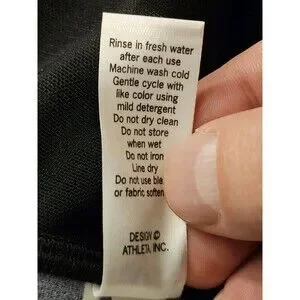 Rinse in fresh water
after each use
Machine wash cold
Gentle cycle with
like color using
mild detergent
Do not dry clean
Do not store
when wet
Do not iron
Line dry
Do not use
or fabric
DESIGN ©
ATHLETA, INC.